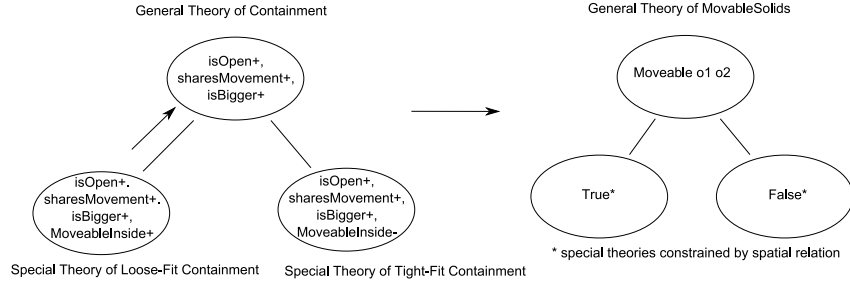 General Theory of Containment
isOpen+,
sharesMovement+,
isBigger+
isOpen+.
sharesMovement+.
isBigger+,
MoveableInside+
Special Theory of Loose-Fit Containment
isOpen+,
sharesMovement+,
isBigger+,
MoveableInside-
Special Theory of Tight-Fit Containment
General Theory of MovableSolids
Moveable o1 o2
True*
False*
* special theories constrained by spatial relation